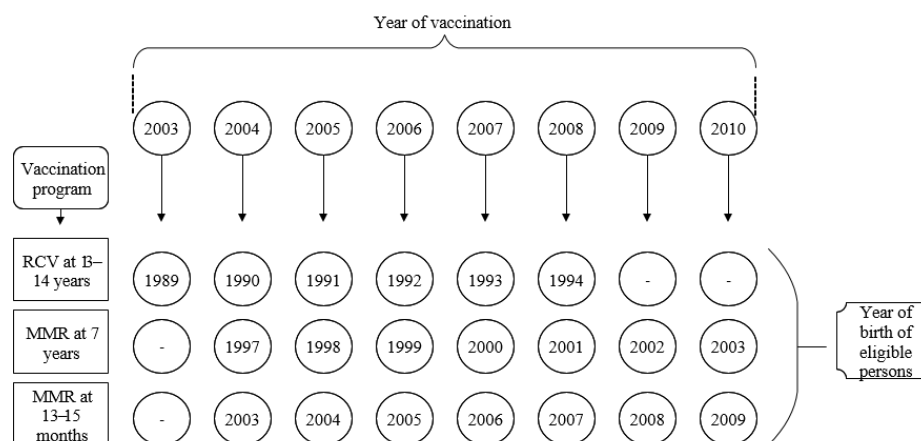 Year of vaccination
2003 2004 2005 2006 2007 2008 2009 2010
Vaccination
program
RCV at 13–
14 years
1989 1990 1991 1992 1993 1994 - -
MMR at 7
years
- 1997 1998 1999 2000 2001 2002 2003
MMR at
13–15
months
- 2003 2004 2005 2006 2007 2008 2009
Year of
birth of
eligible
persons